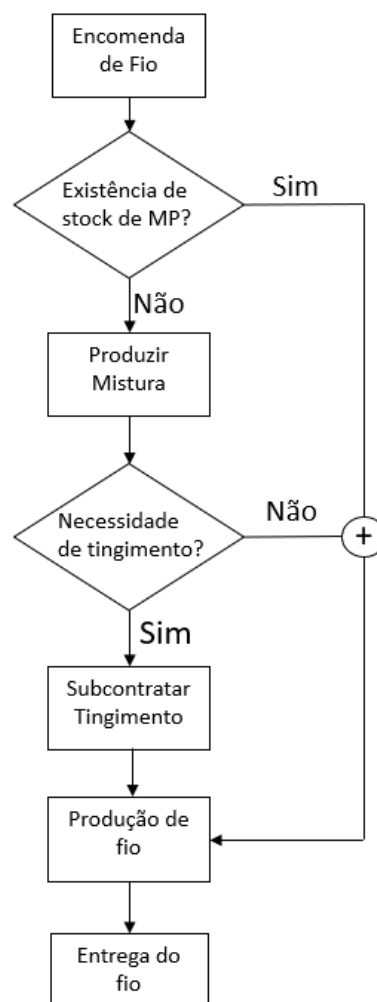 Encomenda
de Fio
Existência de
stock de MP?
Sim
Não
Produzir
Mistura
Necessidade
de tingimento?
Não
+
Sim
Subcontratar
Tingimento
Produção de
fio
Entrega do
fio